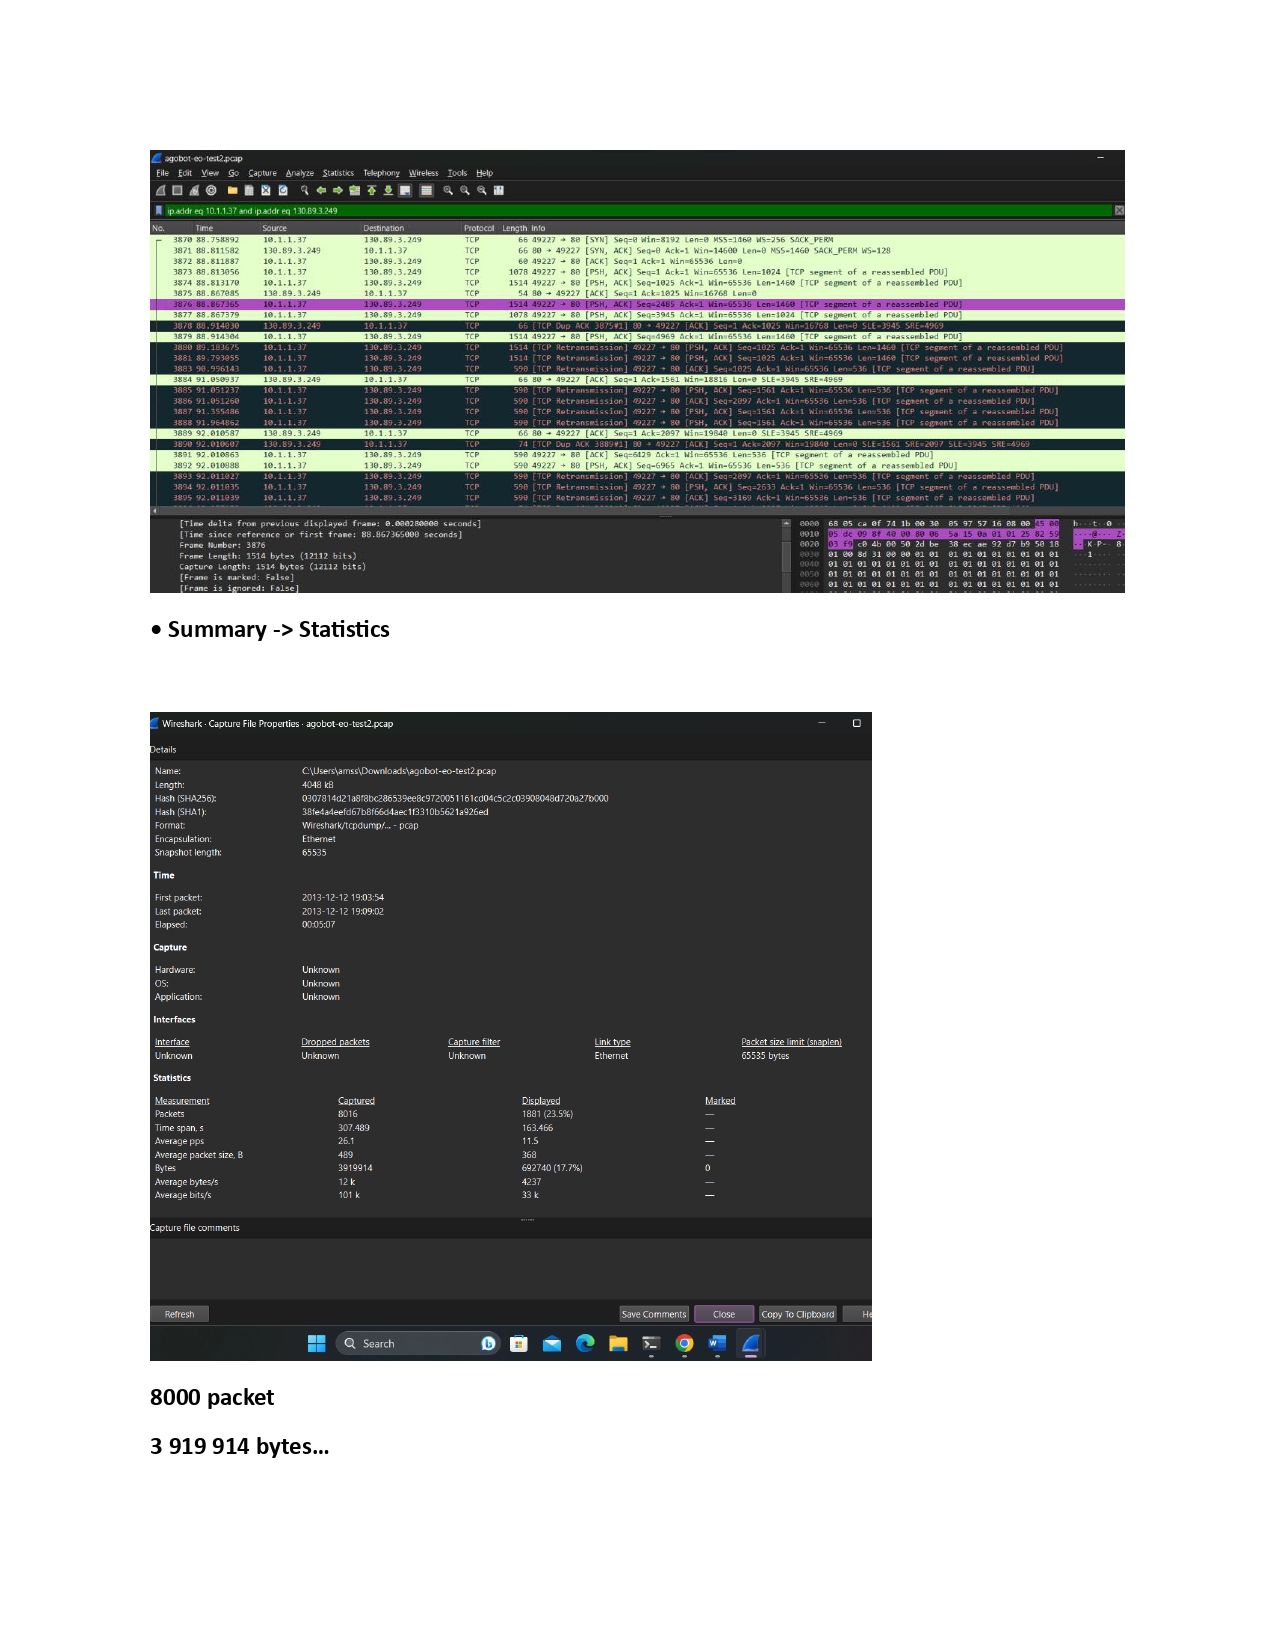 agobot-eo-test2.pcap
File Edit View Go Capture Analyze Statistics Telephony Wireless Tools Help
ip.addr eq 10.1.1.37 and ip.addr eq 130.89.3.249
No. Time Source Destination Protocol Length Info
3870 88.758892 10.1.1.37 130.89.3.249 TCP 66 49227 → 80 [SYN] Seq=0 Win=8192 Len=0 MSS=1460 WS=256 SACK_PERM
3871 88.811582 130.89.3.249 10.1.1.37 TCP 66 80 → 49227 [SYN, ACK] Seq=0 Ack=1 Win=14600 Len=0 MSS=1460 SACK_PERM WS=128
3872 88.811887 10.1.1.37 130.89.3.249 TCP 60 49227 → 80 [ACK] Seq=1 Ack=1 Win=65536 Len=0
3873 88.813056 10.1.1.37 130.89.3.249 TCP 1078 49227 → 80 [PSH, ACK] Seq=1 Ack=1 Win=65536 Len=1024 [TCP segment of a reassembled PDU]
3874 88.813170 10.1.1.37 130.89.3.249 TCP 1514 49227 → 80 [PSH, ACK] Seq=1025 Ack=1 Win=65536 Len=1460 [TCP segment of a reassembled PDU]
3875 88.867085 130.89.3.249 10.1.1.37 TCP 54 80 → 49227 [ACK] Seq=1 Ack=1025 Win=16768 Len=0
3876 88.867365 10.1.1.37 130.89.3.249 TCP 1514 49227 → 80 [PSH, ACK] Seq=2485 Ack=1 Win=65536 Len=1460 [TCP segment of a reassembled PDU]
3877 88.867379 10.1.1.37 130.89.3.249 TCP 1078 49227 → 80 [PSH, ACK] Seq=3945 Ack=1 Win=65536 Len=1024 [TCP segment of a reassembled PDU]
3878 88.914030 130.89.3.249 10.1.1.37 TCP 66 [TCP Dup ACK 3875#1] 80 → 49227 [ACK] Seq=1 Ack=1025 Win=16768 Len=0 SLE=3945 SRE=4969
3879 88.914304 10.1.1.37 130.89.3.249 TCP 1514 49227 → 80 [PSH, ACK] Seq=4969 Ack=1 Win=65536 Len=1460 [TCP segment of a reassembled PDU]
3880 89.183675 10.1.1.37 130.89.3.249 TCP 1514 [TCP Retransmission] 49227 → 80 [PSH, ACK] Seq=1025 Ack=1 Win=65536 Len=1460 [TCP segment of a reassembled PDU]
3881 89.793055 10.1.1.37 130.89.3.249 TCP 1514 [TCP Retransmission] 49227 → 80 [PSH, ACK] Seq=1025 Ack=1 Win=65536 Len=1460 [TCP segment of a reassembled PDU]
3883 90.996143 10.1.1.37 130.89.3.249 TCP 590 [TCP Retransmission] 49227 → 80 [ACK] Seq=1025 Ack=1 Win=65536 Len=536 [TCP segment of a reassembled PDU]
3884 91.050937 130.89.3.249 10.1.1.37 TCP 66 80 → 49227 [ACK] Seq=1 Ack=1561 Win=18816 Len=0 SLE=3945 SRE=4969
3885 91.051237 10.1.1.37 130.89.3.249 TCP 590 [TCP Retransmission] 49227 → 80 [PSH, ACK] Seq=1561 Ack=1 Win=65536 Len=536 [TCP segment of a reassembled PDU]
3886 91.051260 10.1.1.37 130.89.3.249 TCP 590 [TCP Retransmission] 49227 → 80 [ACK] Seq=2097 Ack=1 Win=65536 Len=536 [TCP segment of a reassembled PDU]
3887 91.355486 10.1.1.37 130.89.3.249 TCP 590 [TCP Retransmission] 49227 → 80 [PSH, ACK] Seq=1561 Ack=1 Win=65536 Len=536 [TCP segment of a reassembled PDU]
3888 91.964862 10.1.1.37 130.89.3.249 TCP 590 [TCP Retransmission] 49227 → 80 [PSH, ACK] Seq=1561 Ack=1 Win=65536 Len=536 [TCP segment of a reassembled PDU]
3889 92.010587 130.89.3.249 10.1.1.37 TCP 66 80 → 49227 [ACK] Seq=1 Ack=2097 Win=19840 Len=0 SLE=3945 SRE=4969
3890 92.010607 130.89.3.249 10.1.1.37 TCP 74 [TCP Dup ACK 3889#1] 80 → 49227 [ACK] Seq=1 Ack=2097 Win=19840 Len=0 SLE=1561 SRE=2097 SLE=3945 SRE=4969
3891 92.010863 10.1.1.37 130.89.3.249 TCP 590 49227 → 80 [ACK] Seq=6429 Ack=1 Win=65536 Len=536 [TCP segment of a reassembled PDU]
3892 92.010888 10.1.1.37 130.89.3.249 TCP 590 49227 → 80 [PSH, ACK] Seq=6965 Ack=1 Win=65536 Len=536 [TCP segment of a reassembled PDU]
3893 92.011027 10.1.1.37 130.89.3.249 TCP 590 [TCP Retransmission] 49227 → 80 [ACK] Seq=2097 Ack=1 Win=65536 Len=536 [TCP segment of a reassembled PDU]
3894 92.011035 10.1.1.37 130.89.3.249 TCP 590 [TCP Retransmission] 49227 → 80 [ACK] Seq=2633 Ack=1 Win=65536 Len=536 [TCP segment of a reassembled PDU]
3895 92.011039 10.1.1.37 130.89.3.249 TCP 590 [TCP Retransmission] 49227 → 80 [ACK] Seq=3169 Ack=1 Win=65536 Len=536 [TCP segment of a reassembled PDU]
[Time delta from previous displayed frame: 0.000280000 seconds]
[Time since reference or first frame: 88.867365000 seconds]
Frame Number: 3876
Frame Length: 1514 bytes (12112 bits)
Capture Length: 1514 bytes (12112 bits)
[Frame is marked: False]
[Frame is ignored: False]
0000 68 05 ca 0f 74 1b 00 30 05 97 57 16 08 00 45 00
0010 05 dc 09 8f 40 00 80 06 5a 15 0a 01 01 25 82 59
0020 03 f9 c0 4b 00 50 2d be 38 ec ae 92 d7 b9 50 18
0030 01 00 8d 31 00 00 01 01 01 01 01 01 01 01 01 01
0040 01 01 01 01 01 01 01 01 01 01 01 01 01 01 01 01
0050 01 01 01 01 01 01 01 01 01 01 01 01 01 01 01 01
0060 01 01 01 01 01 01 01 01 01 01 01 01 01 01 01 01
• Summary -> Statistics
Wireshark · Capture File Properties · agobot-eo-test2.pcap
Details
Name: C:\Users\amss\Downloads\agobot-eo-test2.pcap
Length: 4048 kB
Hash (SHA256): 0307814d21a8f8bc286539ee8c9720051161cd04c5c2c03908048d720a27b000
Hash (SHA1): 38fe4a4eefd67b8f66d4aec1f3310b5621a926ed
Format: Wireshark/tcpdump/... - pcap
Encapsulation: Ethernet
Snapshot length: 65535
Time
First packet: 2013-12-12 19:03:54
Last packet: 2013-12-12 19:09:02
Elapsed: 00:05:07
Capture
Hardware: Unknown
OS: Unknown
Application: Unknown
Interfaces
Interface Dropped packets Capture filter Link type Packet size limit (snaplen)
Unknown Unknown Unknown Ethernet 65535 bytes
Statistics
Measurement Captured Displayed Marked
Packets 8016 1881 (23.5%) —
Time span, s 307.489 163.466 —
Average pps 26.1 11.5 —
Average packet size, B 489 368 —
Bytes 3919914 692740 (17.7%) 0
Average bytes/s 12 k 4237 —
Average bits/s 101 k 33 k —
Capture file comments
Refresh Save Comments Close Copy To Clipboard He
Search
8000 packet
3 919 914 bytes…